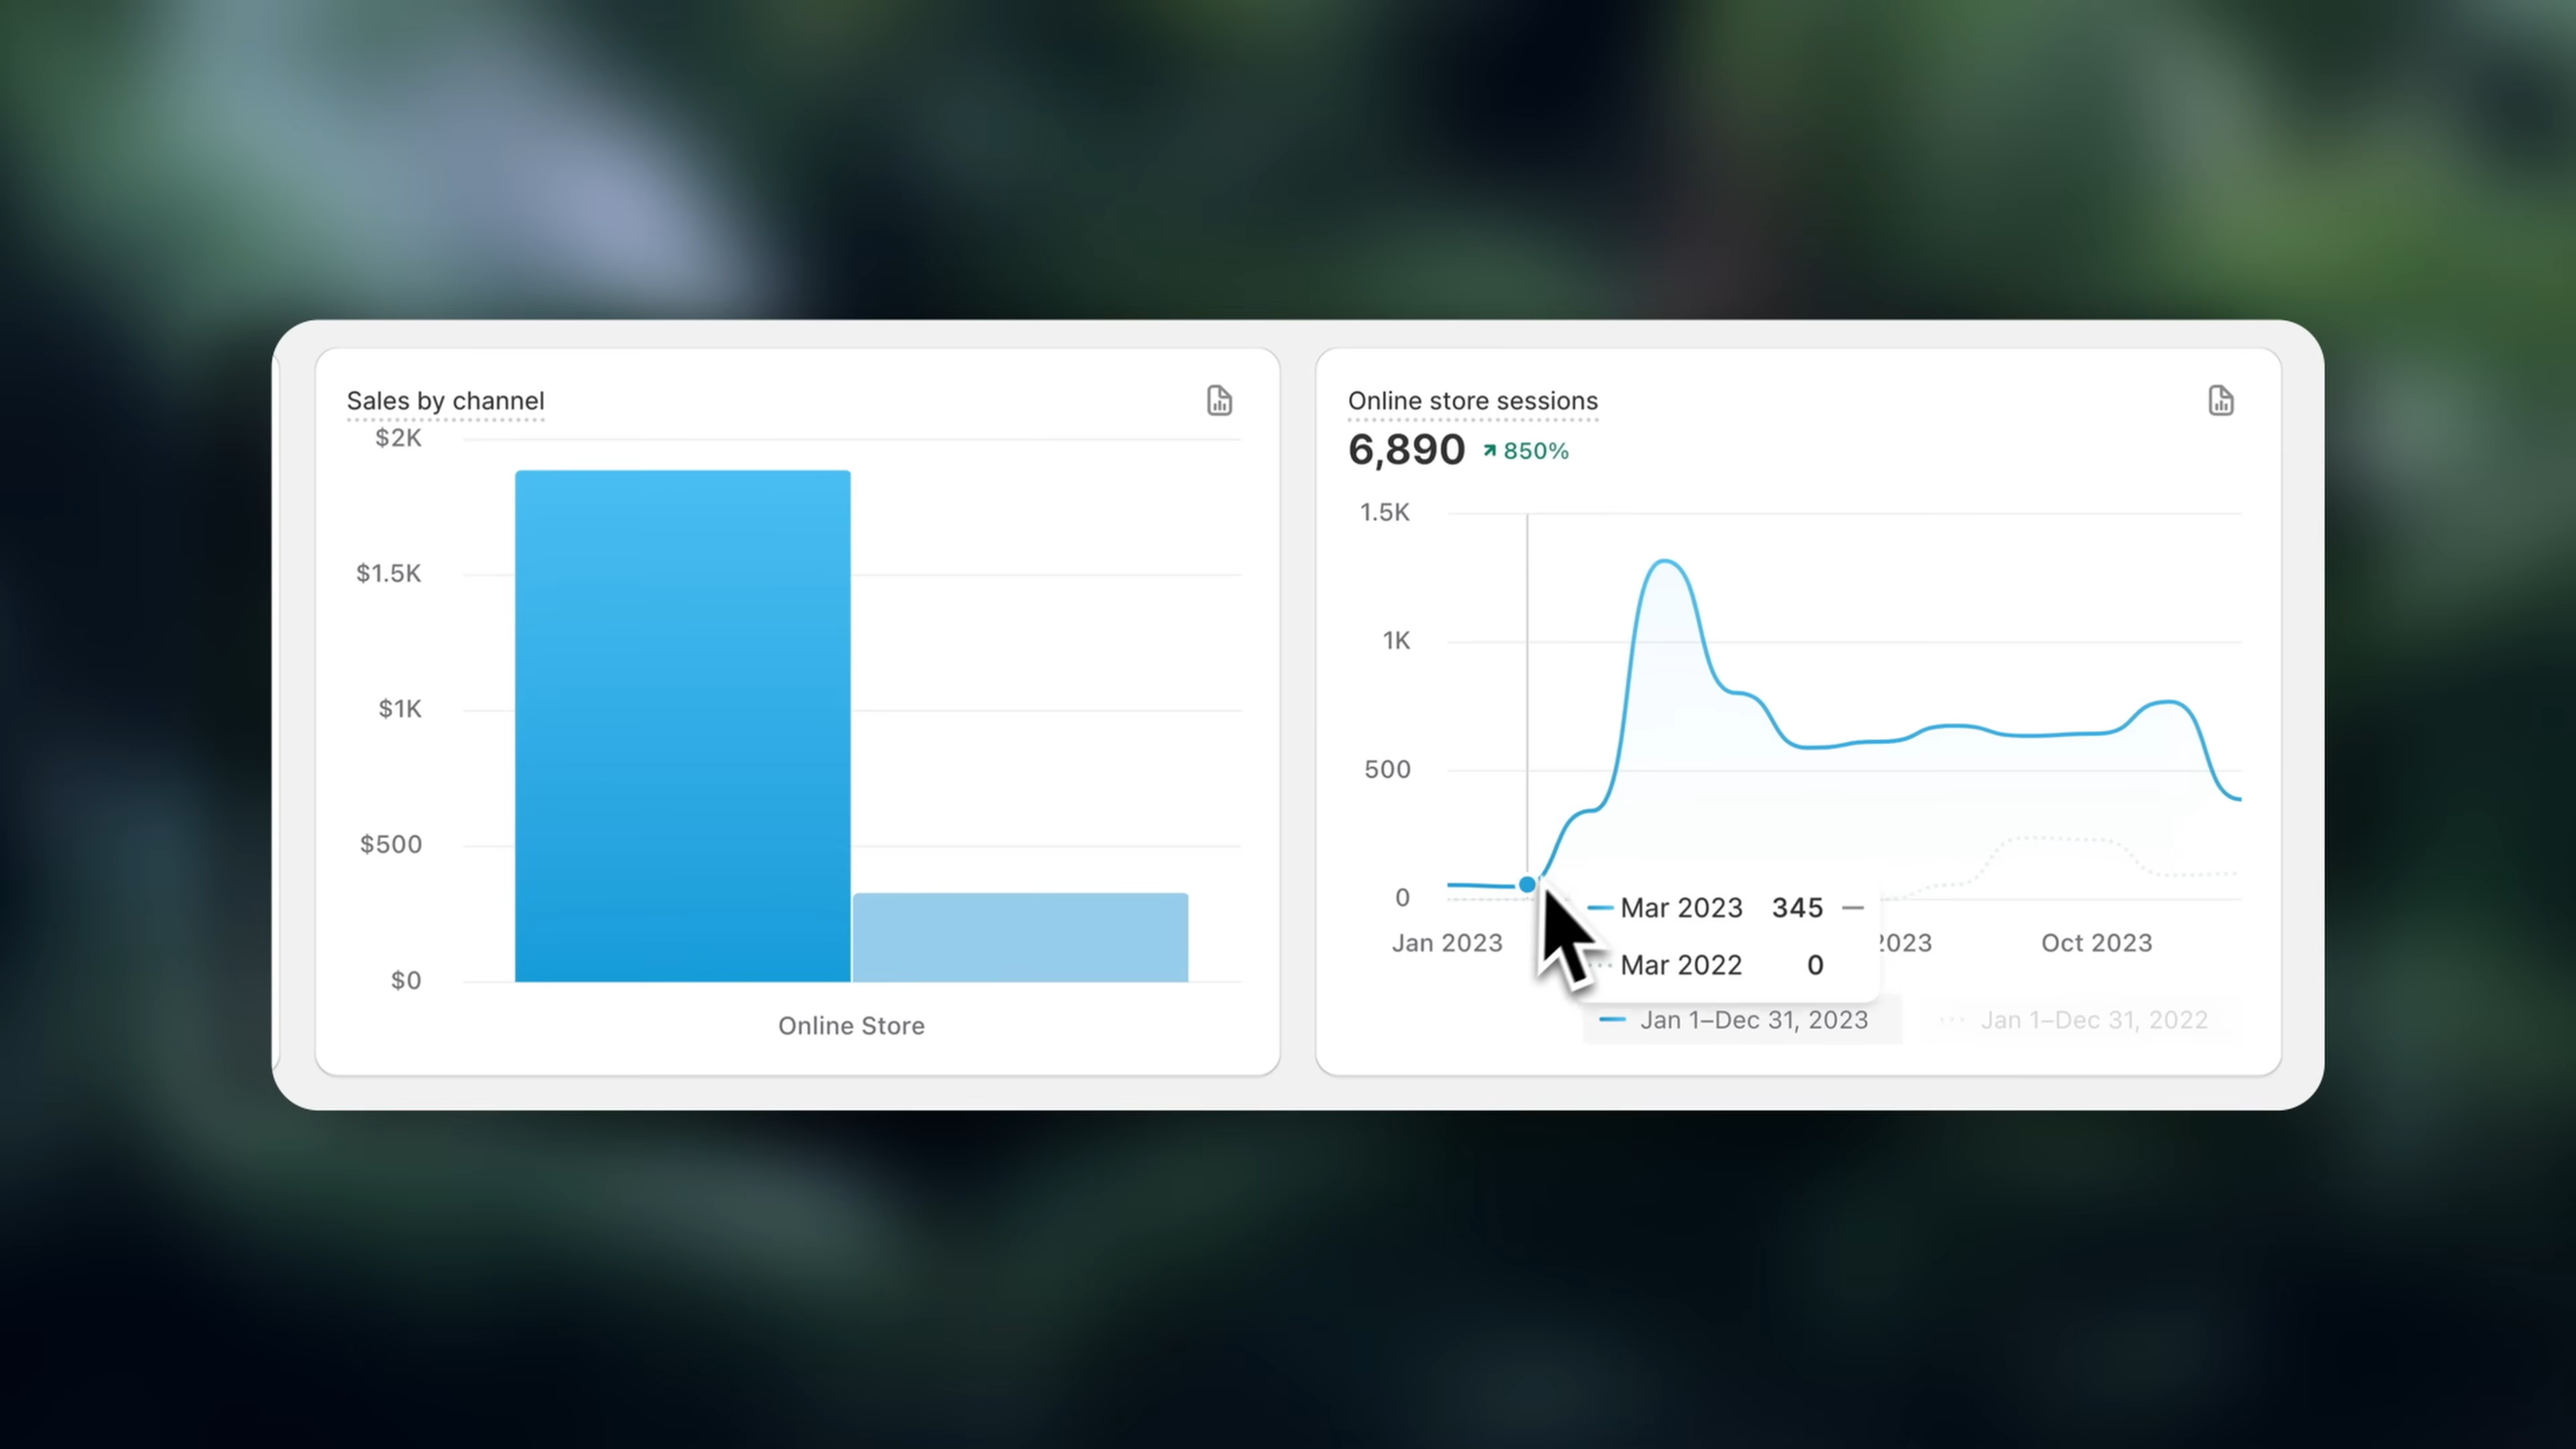 Sales by channel
$2K
$1.5K
$1K
$500
$0
Online Store
Online store sessions
6,890 850%
1.5K
1K
500
0
Jan 2023
2023
Oct 2023
Mar 2023 345 —
Mar 2022 0
Jan 1–Dec 31, 2023
Jan 1–Dec 31, 2022